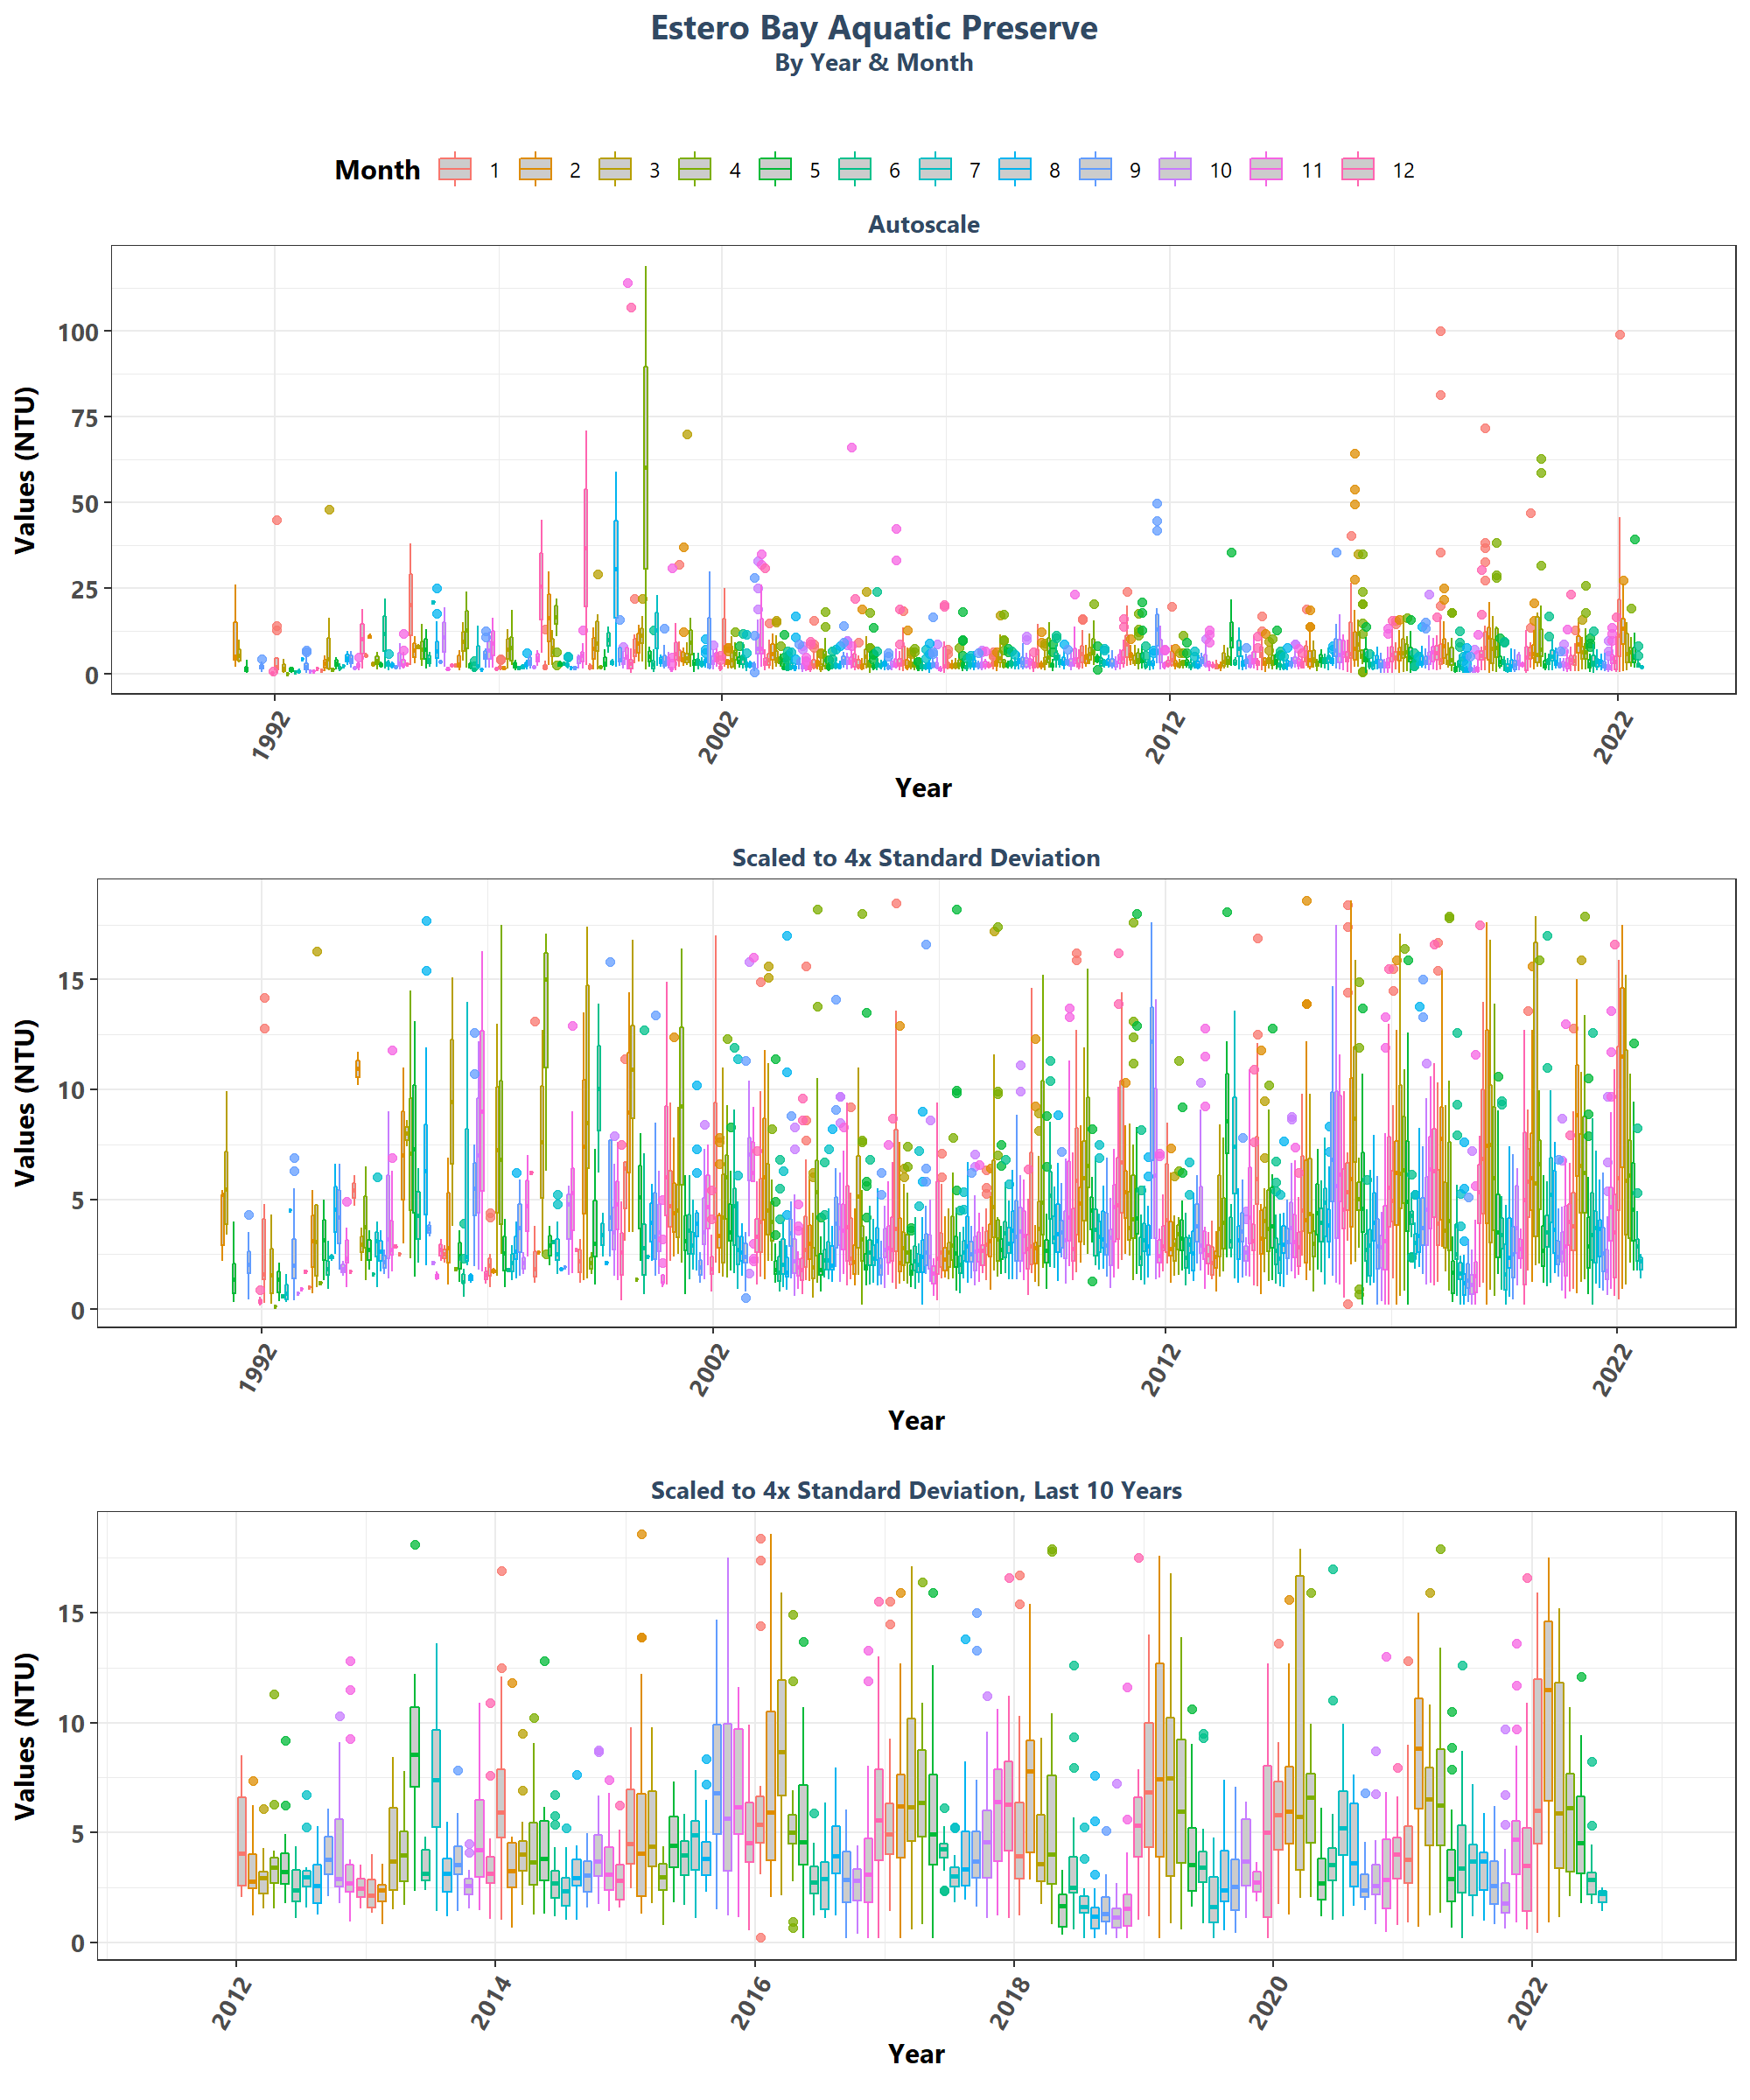 Estero Bay Aquatic Preserve
By Year & Month
Month 1 2 3 4 5 6 7 8 9 10 11 12
Autoscale
Values (NTU)
100
75
50
25
0
1992 2002 2012 2022
Year
Scaled to 4x Standard Deviation
Values (NTU)
15
10
5
0
1992 2002 2012 2022
Year
Scaled to 4x Standard Deviation, Last 10 Years
Values (NTU)
15
10
5
0
2012 2014 2016 2018 2020 2022
Year